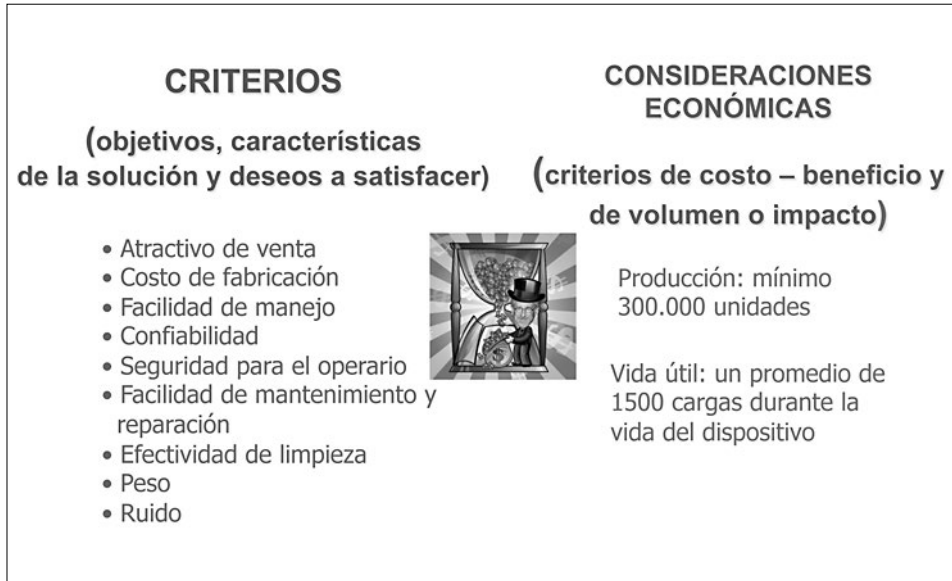 CRITERIOS
(objetivos, características
de la solución y deseos a satisfacer)
• Atractivo de venta
• Costo de fabricación
• Facilidad de manejo
• Confiabilidad
• Seguridad para el operario
• Facilidad de mantenimiento y
reparación
• Efectividad de limpieza
• Peso
• Ruido
CONSIDERACIONES
ECONÓMICAS
(criterios de costo – beneficio y
de volumen o impacto)
Producción: mínimo
300.000 unidades
Vida útil: un promedio de
1500 cargas durante la
vida del dispositivo